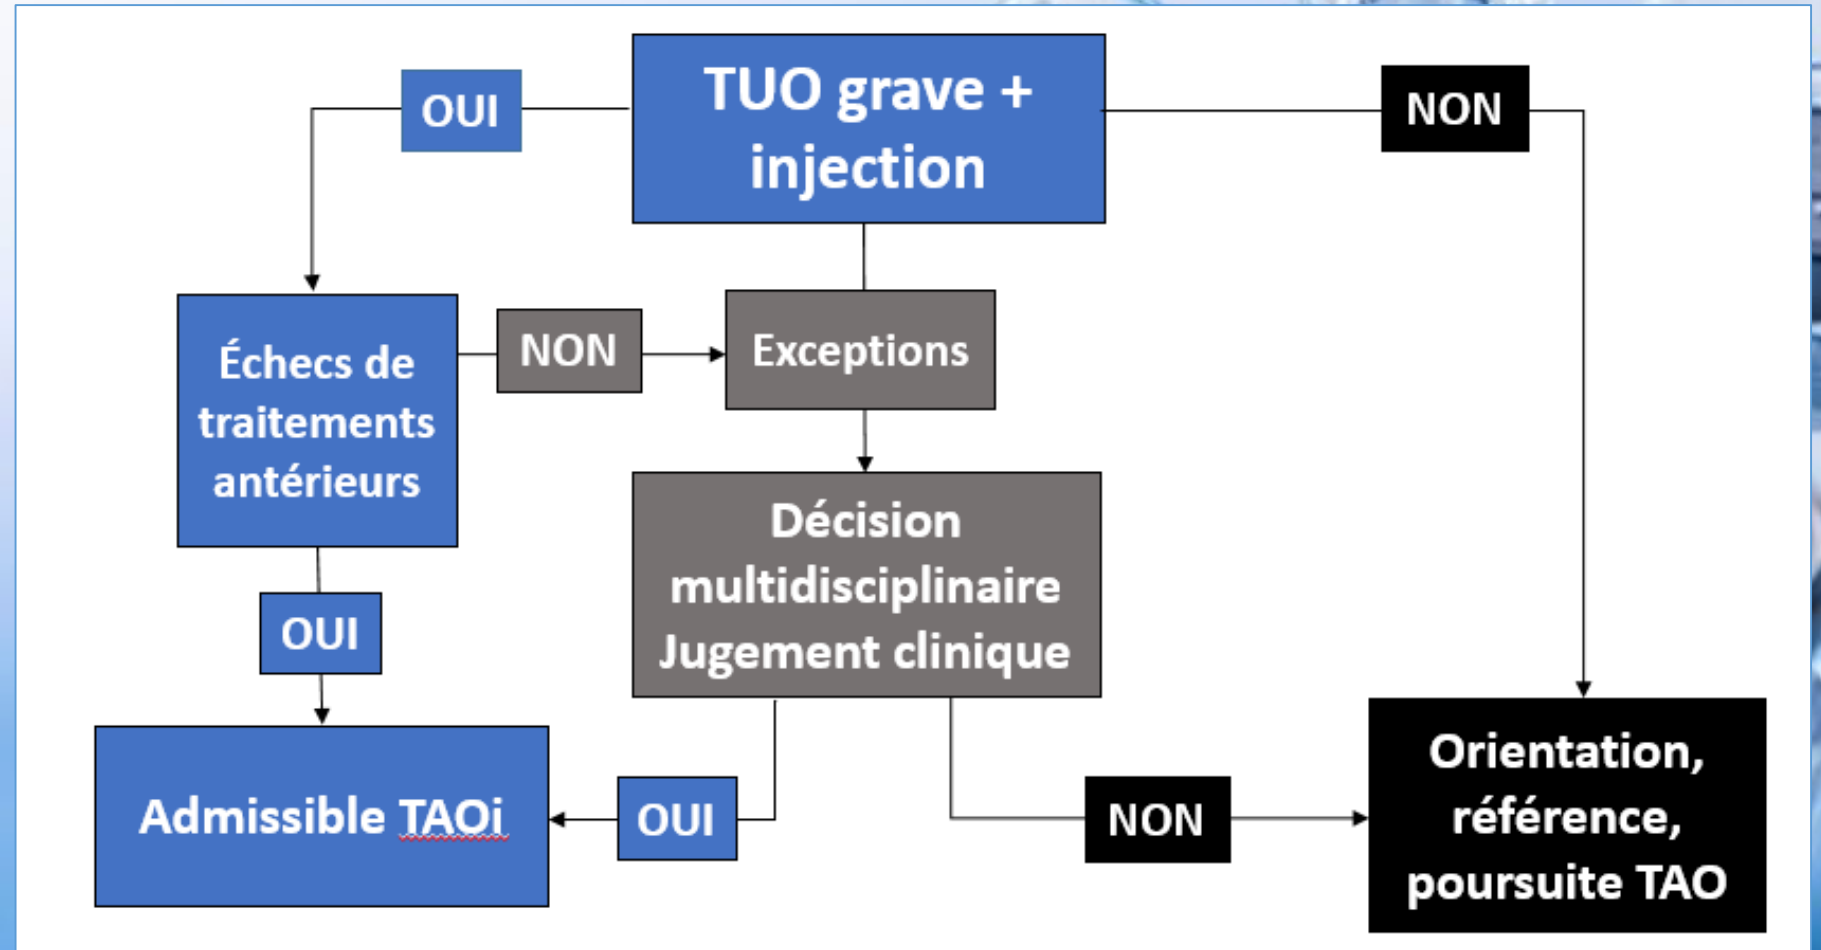 OUI
TUO grave +
injection
NON
Échecs de
traitements
antérieurs
NON
Exceptions
Décision
multidisciplinaire
Jugement clinique
OUI
Admissible TAOi
OUI
NON
Orientation,
référence,
poursuite TAO